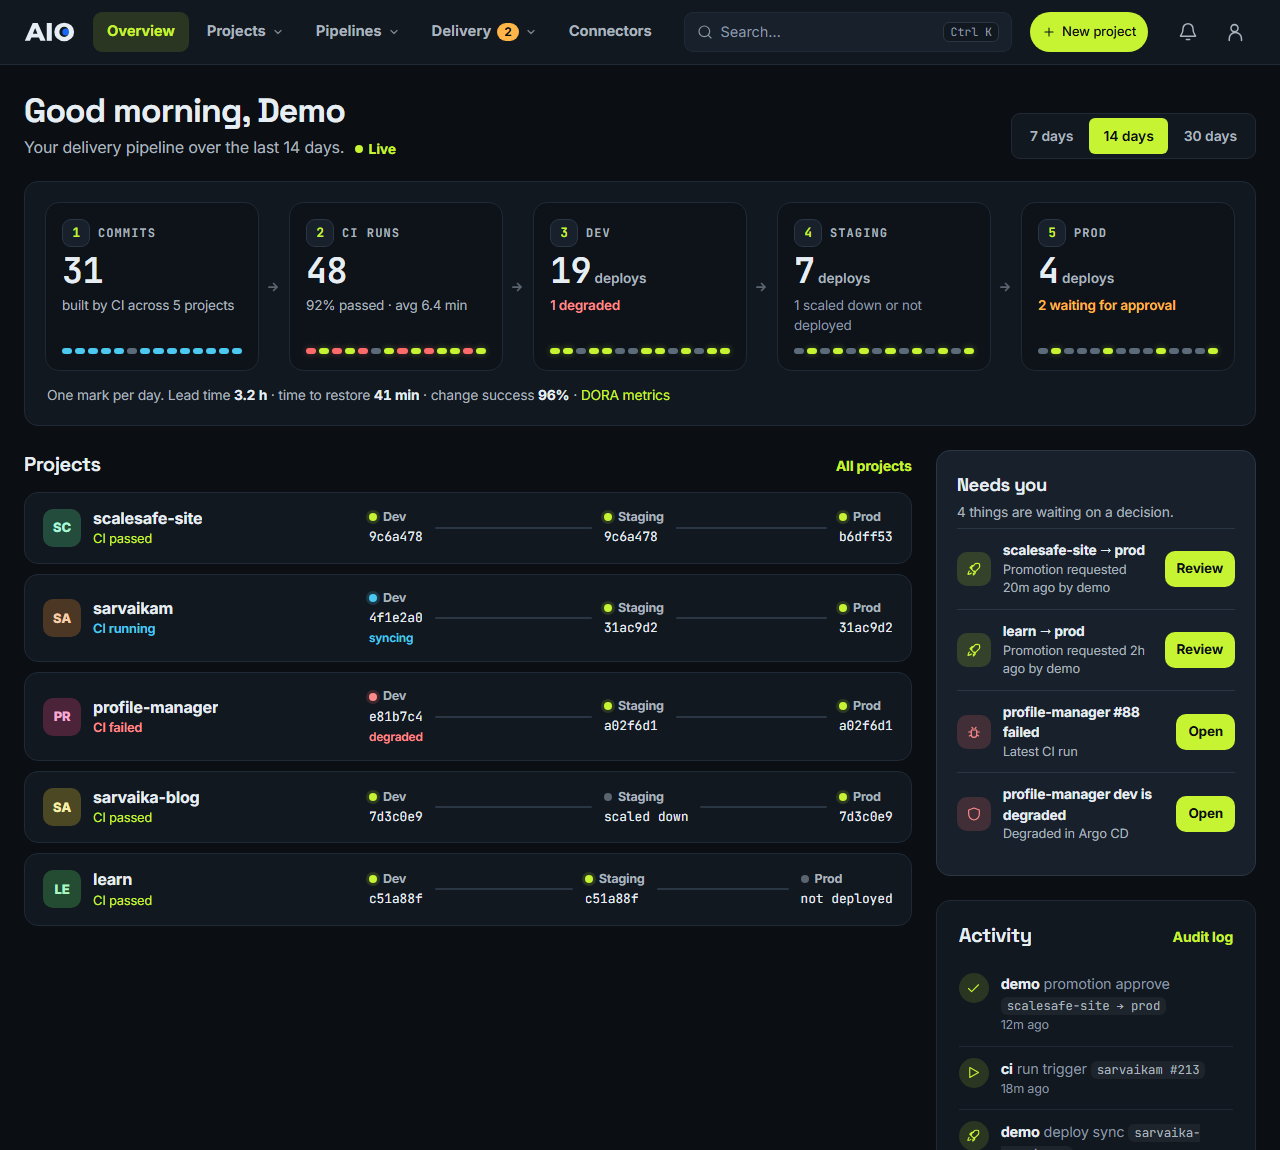 AIO
Overview
Projects
Pipelines
Delivery 2
Connectors
Search...
Ctrl K
+ New project
Good morning, Demo
Your delivery pipeline over the last 14 days. Live
7 days
14 days
30 days
1 COMMITS
31
built by CI across 5 projects
2 CI RUNS
48
92% passed · avg 6.4 min
3 DEV
19 deploys
1 degraded
4 STAGING
7 deploys
1 scaled down or not
deployed
5 PROD
4 deploys
2 waiting for approval
One mark per day. Lead time 3.2 h · time to restore 41 min · change success 96% · DORA metrics
Projects
All projects
SC
scalesafe-site
CI passed
Dev
9c6a478
Staging
9c6a478
Prod
b6dff53
SA
sarvaikam
CI running
Dev
4f1e2a0
syncing
Staging
31ac9d2
Prod
31ac9d2
PR
profile-manager
CI failed
Dev
e81b7c4
degraded
Staging
a02f6d1
Prod
a02f6d1
SA
sarvaika-blog
CI passed
Dev
7d3c0e9
Staging
scaled down
Prod
7d3c0e9
LE
learn
CI passed
Dev
c51a88f
Staging
c51a88f
Prod
not deployed
Needs you
4 things are waiting on a decision.
scalesafe-site → prod
Promotion requested
20m ago by demo
Review
learn → prod
Promotion requested 2h
ago by demo
Review
profile-manager #88
failed
Latest CI run
Open
profile-manager dev is
degraded
Degraded in Argo CD
Open
Activity
Audit log
demo promotion approve
scalesafe-site → prod
12m ago
ci run trigger sarvaikam #213
18m ago
demo deploy sync sarvaika-